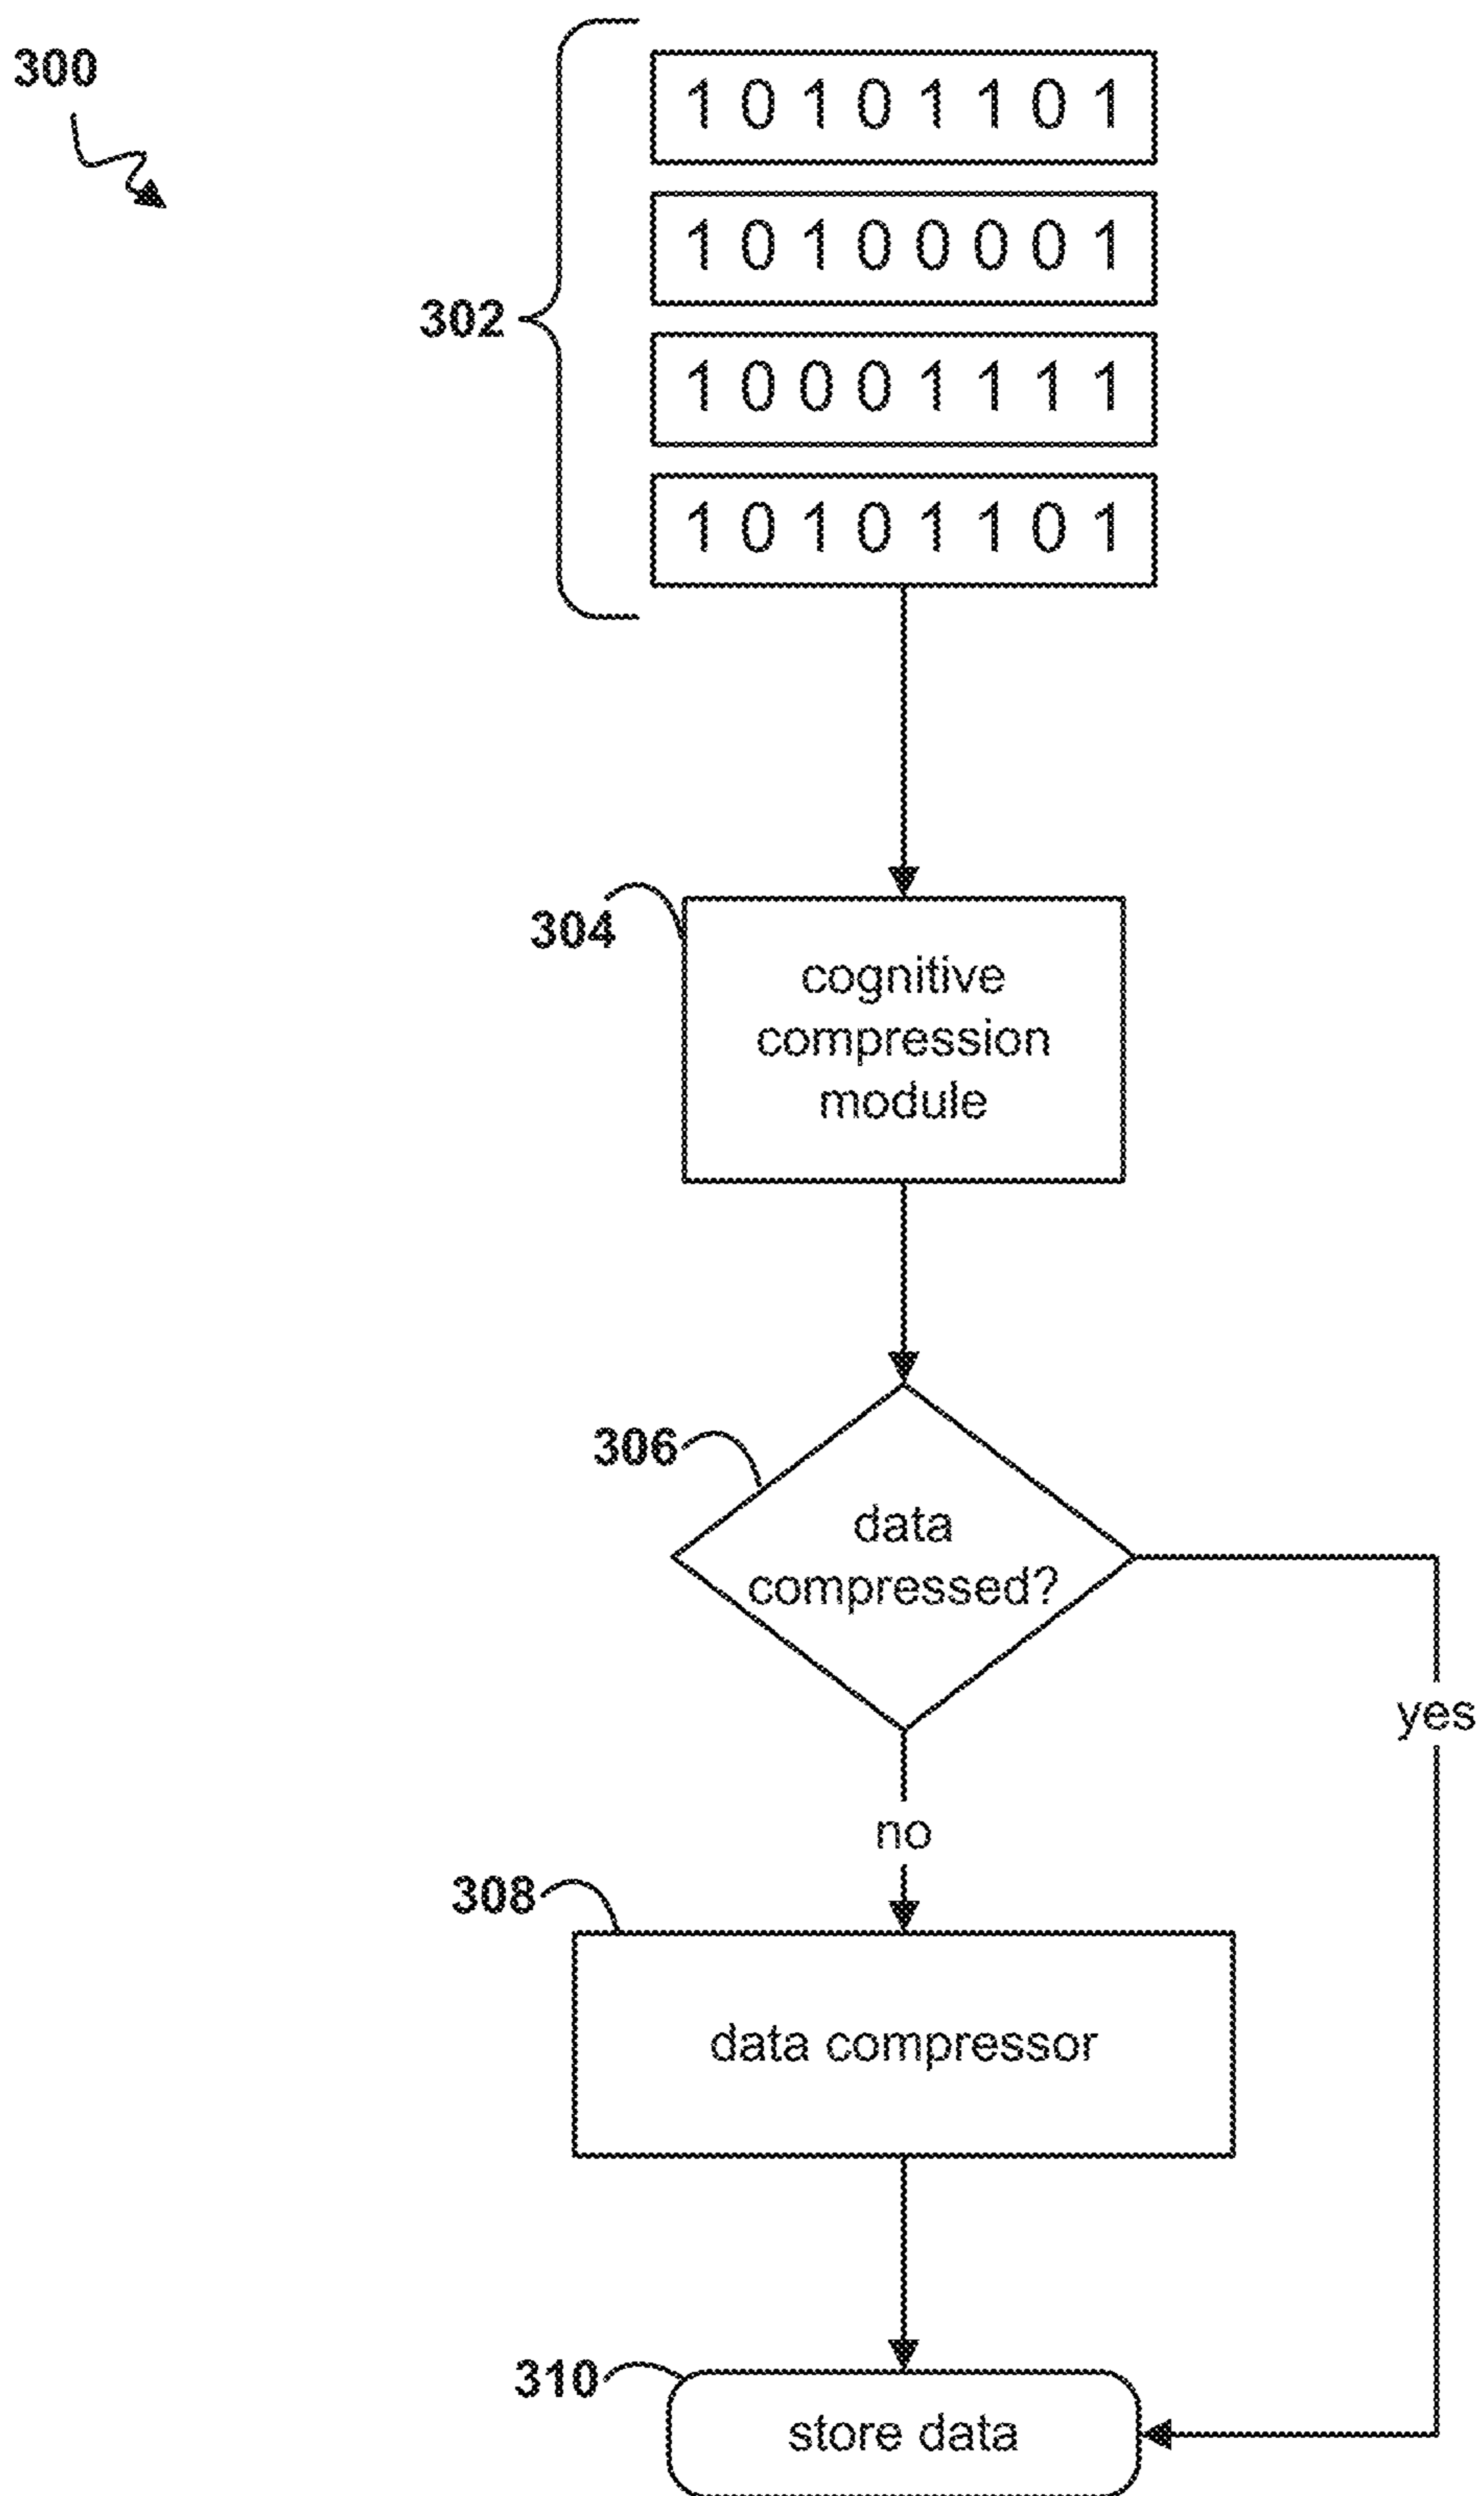 300
1 0 1 0 1 1 0 1
1 0 1 0 0 0 0 1
302
1 0 0 0 1 1 1 1
1 0 1 0 1 1 0 1
304
cognitive
compression
module
306
data
compressed?
yes
no
308
data compressor
310
store data